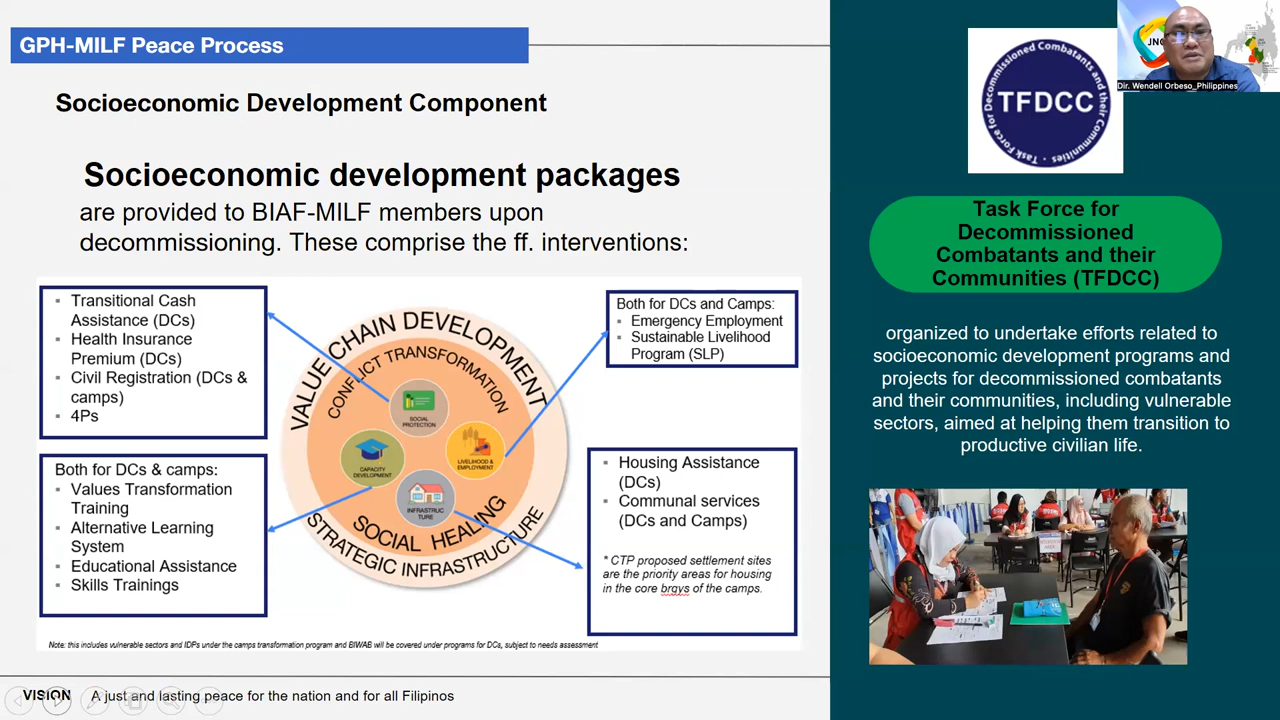 GPH-MILF Peace Process
Socioeconomic Development Component
Socioeconomic development packages
are provided to BIAF-MILF members upon
decommissioning. These comprise the ff. interventions:
▪ Transitional Cash
Assistance (DCs)
▪ Health Insurance
Premium (DCs)
▪ Civil Registration (DCs &
camps)
▪ 4Ps
Both for DCs & camps:
▪ Values Transformation
Training
▪ Alternative Learning
System
▪ Educational Assistance
▪ Skills Trainings
VALUE CHAIN DEVELOPMENT
CONFLICT TRANSFORMATION
SOCIAL
PROTECTION
CAPACITY
DEVELOPMENT
LIVELIHOOD &
EMPLOYMENT
INFRASTRUC
TURE
SOCIAL HEALING
STRATEGIC INFRASTRUCTURE
Both for DCs and Camps:
▪ Emergency Employment
▪ Sustainable Livelihood
Program (SLP)
▪ Housing Assistance
(DCs)
▪ Communal services
(DCs and Camps)
* CTP proposed settlement sites
are the priority areas for housing
in the core brgys of the camps.
Note: this includes vulnerable sectors and IDPs under the camps transformation program and BIWAB will be covered under programs for DCs, subject to needs assessment
VISION A just and lasting peace for the nation and for all Filipinos
Task Force for Decommissioned Combatants and their Communities
TFDCC
Dir. Wendell Orbeso_Philippines
Task Force for
Decommissioned
Combatants and their
Communities (TFDCC)
organized to undertake efforts related to
socioeconomic development programs and
projects for decommissioned combatants
and their communities, including vulnerable
sectors, aimed at helping them transition to
productive civilian life.